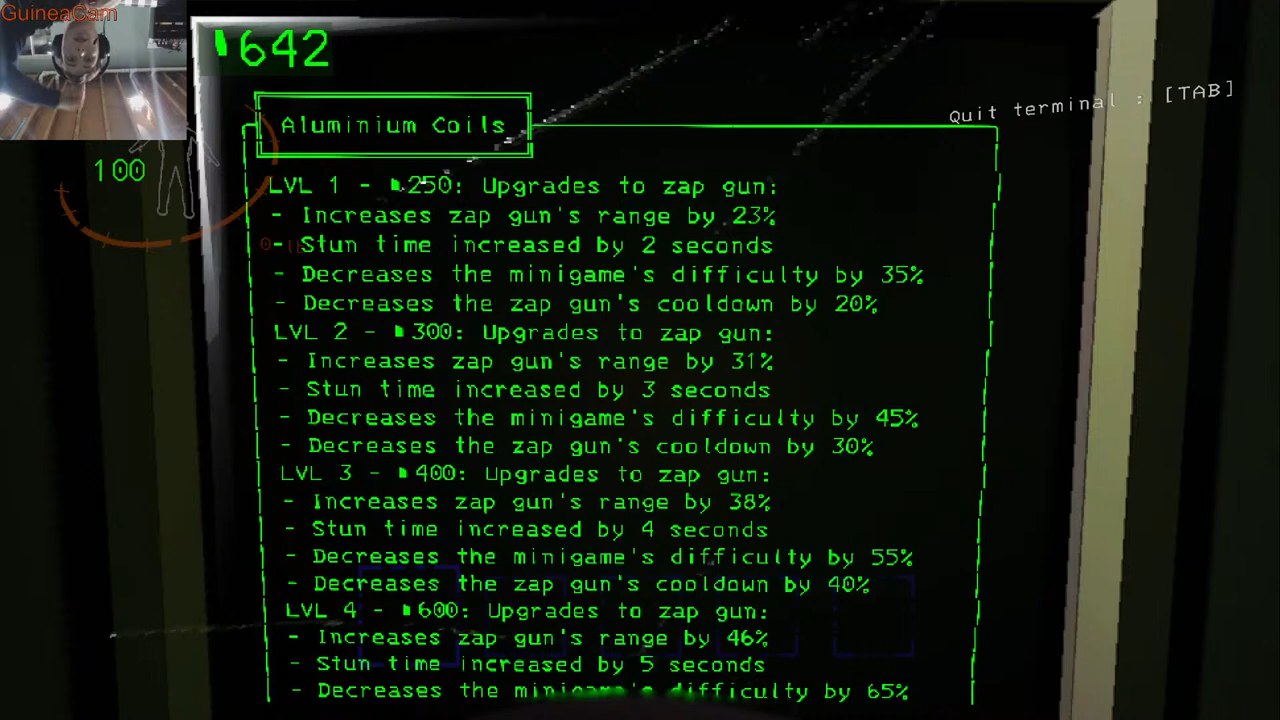 GuineaCam
642
Quit terminal : [TAB]
Aluminium Coils
100
LVL 1 - 250: Upgrades to zap gun:
- Increases zap gun's range by 23%
- Stun time increased by 2 seconds
- Decreases the minigame's difficulty by 35%
- Decreases the zap gun's cooldown by 20%
LVL 2 - 300: Upgrades to zap gun:
- Increases zap gun's range by 31%
- Stun time increased by 3 seconds
- Decreases the minigame's difficulty by 45%
- Decreases the zap gun's cooldown by 30%
LVL 3 - 400: Upgrades to zap gun:
- Increases zap gun's range by 38%
- Stun time increased by 4 seconds
- Decreases the minigame's difficulty by 55%
- Decreases the zap gun's cooldown by 40%
LVL 4 - 600: Upgrades to zap gun:
- Increases zap gun's range by 46%
- Stun time increased by 5 seconds
- Decreases the minigame's difficulty by 65%